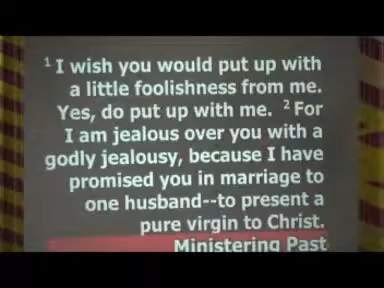 ¹ I wish you would put up with
a little foolishness from me.
Yes, do put up with me. ² For
I am jealous over you with a
godly jealousy, because I have
promised you in marriage to
one husband--to present a
pure virgin to Christ.
Ministering Past